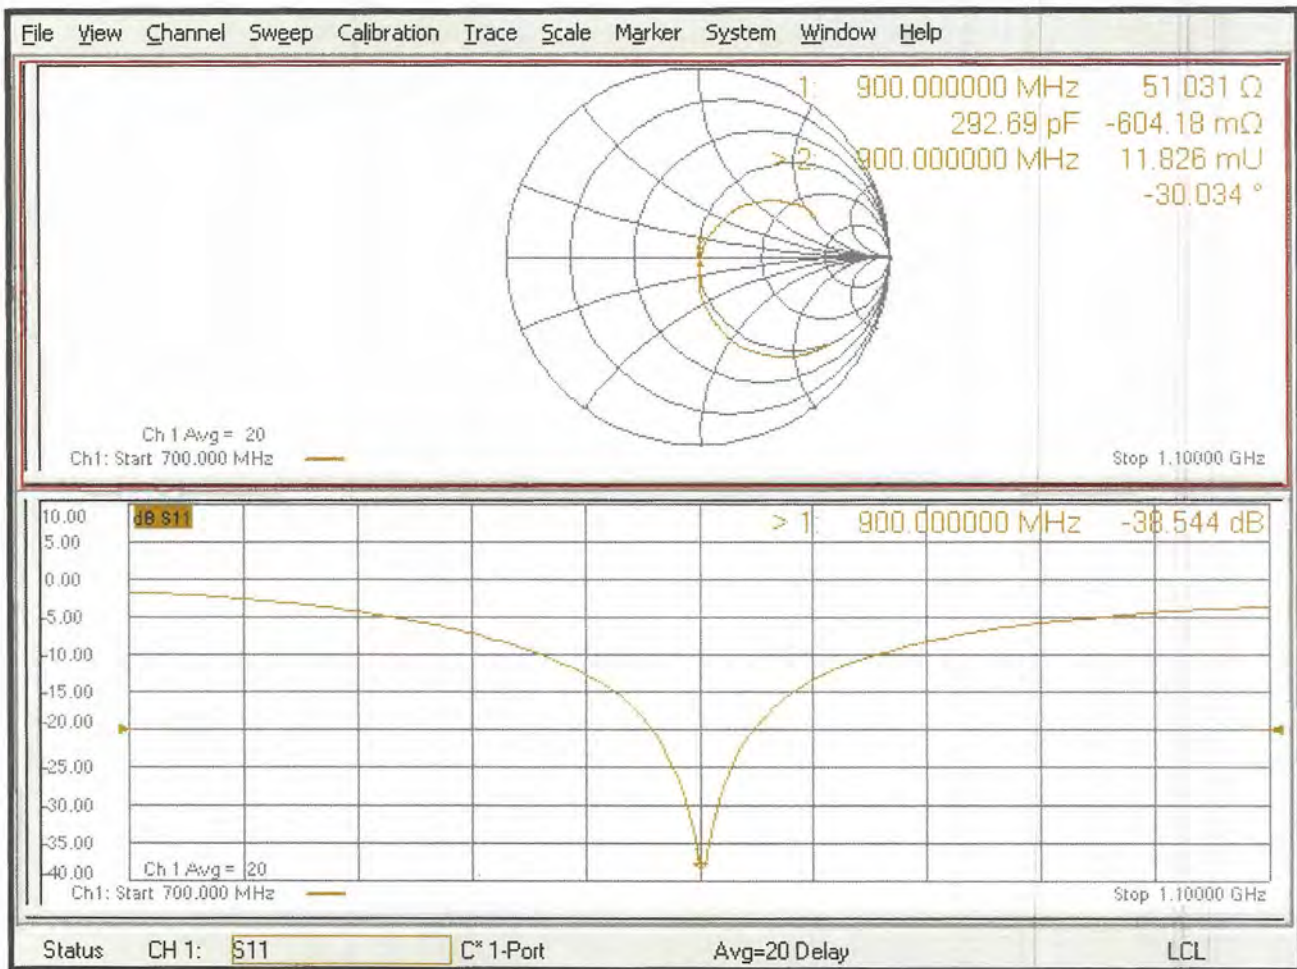 File View Channel Sweep Calibration Trace Scale Marker System Window Help
1: 900.000000 MHz 51.031 Ω
292.69 pF -604.18 mΩ
> 2: 900.000000 MHz 11.826 mU
-30.034 °
Ch 1 Avg = 20
Ch1: Start 700.000 MHz
Stop 1.10000 GHz
10.00
dB S11
> 1: 900.000000 MHz -38.544 dB
5.00
0.00
-5.00
-10.00
-15.00
-20.00
-25.00
-30.00
-35.00
-40.00
Ch 1 Avg = 20
Ch1: Start 700.000 MHz
Stop 1.10000 GHz
Status CH 1: S11 C* 1-Port Avg=20 Delay LCL